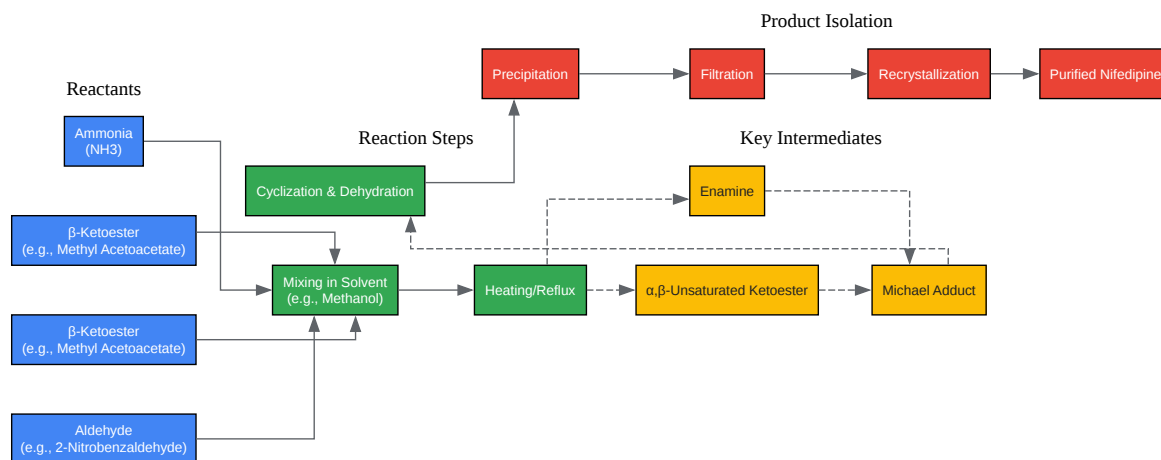 Product Isolation
Precipitation
Filtration
Recrystallization
Purified Nifedipine
Reactants
Ammonia
(NH3)
Reaction Steps
Key Intermediates
Cyclization & Dehydration
Enamine
β-Ketoester
(e.g., Methyl Acetoacetate)
Mixing in Solvent
(e.g., Methanol)
Heating/Reflux
α,β-Unsaturated Ketoester
Michael Adduct
β-Ketoester
(e.g., Methyl Acetoacetate)
Aldehyde
(e.g., 2-Nitrobenzaldehyde)